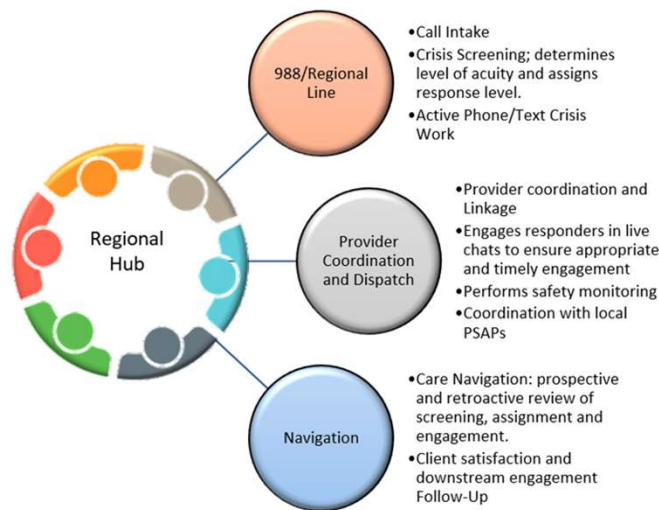 988/Regional
Line
•Call Intake
•Crisis Screening; determines
level of acuity and assigns
response level.
•Active Phone/Text Crisis
Work
Regional
Hub
Provider
Coordination
and Dispatch
•Provider coordination and
Linkage
•Engages responders in live
chats to ensure appropriate
and timely engagement
•Performs safety monitoring
•Coordination with local
PSAPs
Navigation
•Care Navigation: prospective
and retroactive review of
screening, assignment and
engagement.
•Client satisfaction and
downstream engagement
Follow-Up